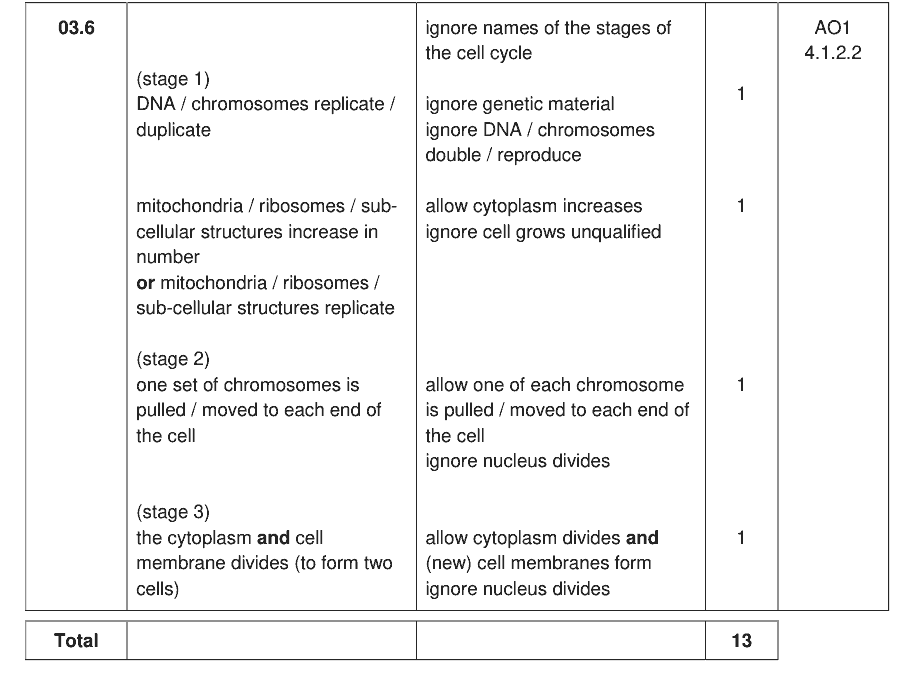 03.6
ignore names of the stages of
the cell cycle
AO1
4.1.2.2
(stage 1)
DNA / chromosomes replicate /
duplicate
ignore genetic material
ignore DNA / chromosomes
double / reproduce
1
mitochondria / ribosomes / sub-
cellular structures increase in
number
or mitochondria / ribosomes /
sub-cellular structures replicate
allow cytoplasm increases
ignore cell grows unqualified
1
(stage 2)
one set of chromosomes is
pulled / moved to each end of
the cell
allow one of each chromosome
is pulled / moved to each end of
the cell
ignore nucleus divides
1
(stage 3)
the cytoplasm and cell
membrane divides (to form two
cells)
allow cytoplasm divides and
(new) cell membranes form
ignore nucleus divides
1
Total
13